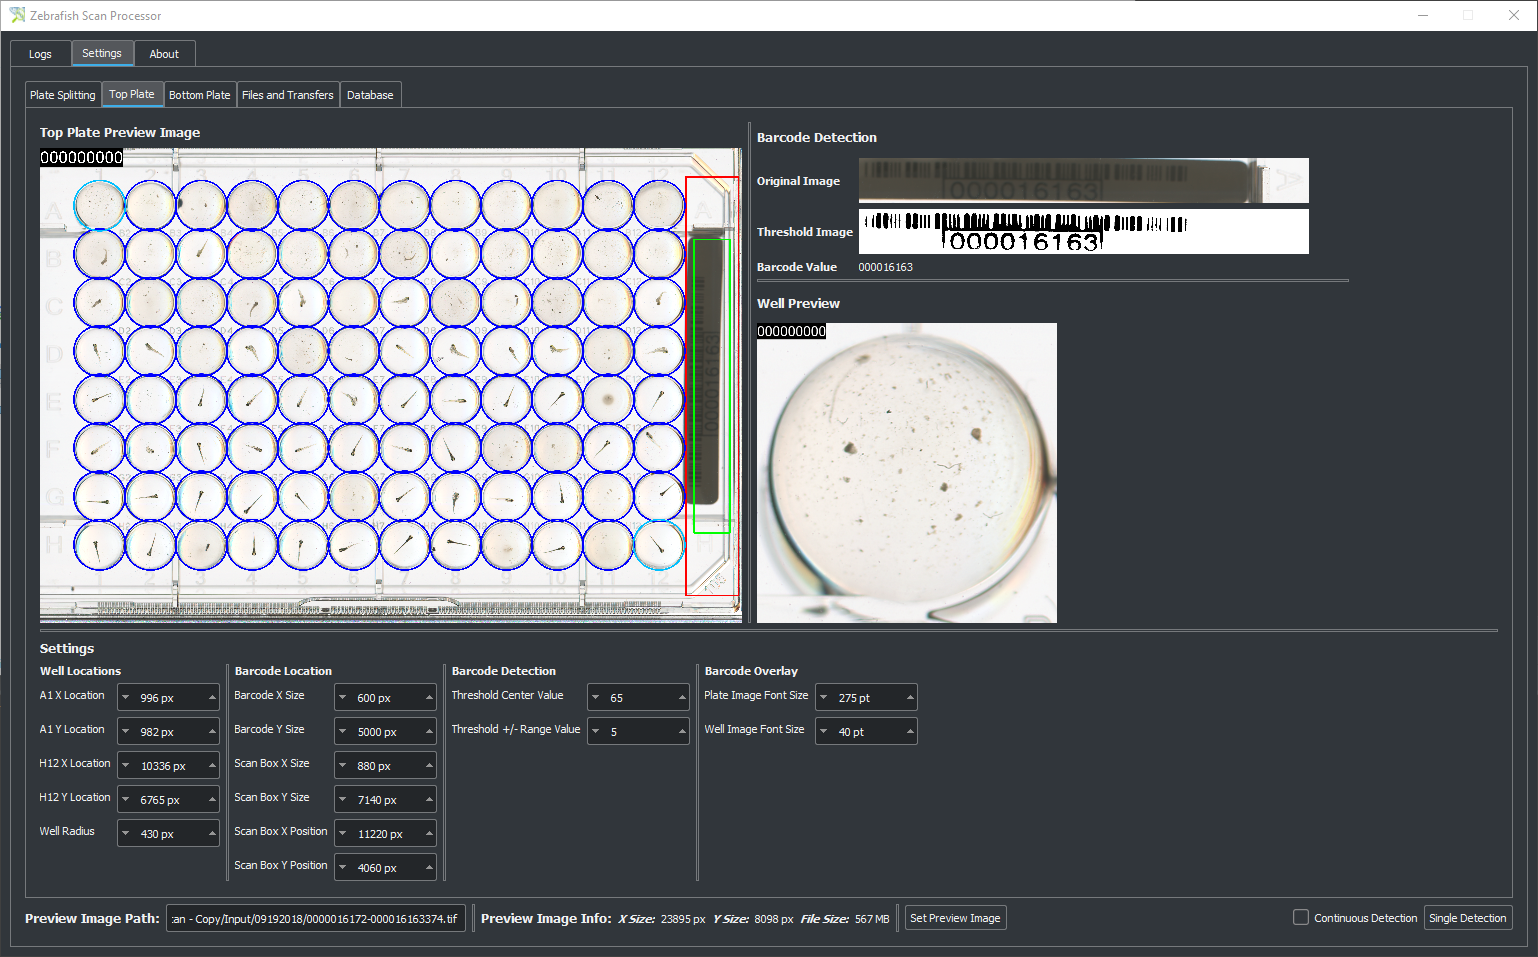 Zebrafish Scan Processor
Logs Settings About
Plate Splitting Top Plate Bottom Plate Files and Transfers Database
Top Plate Preview Image
000000000
A
B
C
D
E
F
G
H
1 2 3 4 5 6 7 8 9 10 11 12
000016163
Barcode Detection
Original Image
000016163
A
Threshold Image
000016163
Barcode Value 000016163
Well Preview
000000000
Settings
Well Locations
A1 X Location 996 px
A1 Y Location 982 px
H12 X Location 10336 px
H12 Y Location 6765 px
Well Radius 430 px
Barcode Location
Barcode X Size 600 px
Barcode Y Size 5000 px
Scan Box X Size 880 px
Scan Box Y Size 7140 px
Scan Box X Position 11220 px
Scan Box Y Position 4060 px
Barcode Detection
Threshold Center Value 65
Threshold +/- Range Value 5
Barcode Overlay
Plate Image Font Size 275 pt
Well Image Font Size 40 pt
Preview Image Path: :an - Copy/Input/09192018/0000016172-000016163374.tif Preview Image Info: X Size: 23895 px Y Size: 8098 px File Size: 567 MB Set Preview Image Continuous Detection Single Detection